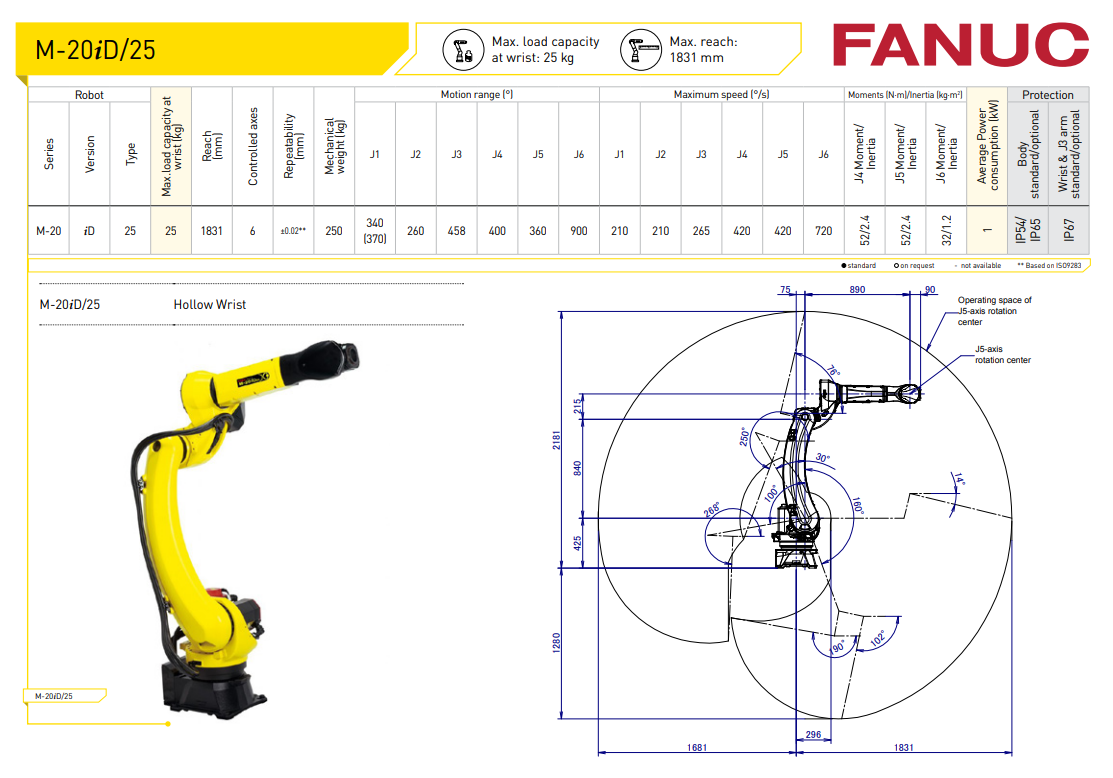 M-20iD/25
Max. load capacity
at wrist: 25 kg
Max. reach:
1831 mm
FANUC
Robot
Motion range (°)
Maximum speed (°/s)
Moments (N·m)/Inertia (kg·m²)
Protection
Series
Version
Type
Max.load capacity at
wrist (kg)
Reach
(mm)
Controlled axes
Repeatability
(mm)
Mechanical
weight (kg)
J1
J2
J3
J4
J5
J6
J1
J2
J3
J4
J5
J6
J4 Moment/
Inertia
J5 Moment/
Inertia
J6 Moment/
Inertia
Average Power
consumption (kW)
Body
standard/optional
Wrist & J3 arm
standard/optional
M-20
iD
25
25
1831
6
±0.02**
250
340
(370)
260
458
400
360
900
210
210
265
420
420
720
52/2.4
52/2.4
32/1.2
1
IP54/
IP65
IP67
● standard
○ on request
- not available
** Based on ISO9283
M-20iD/25
Hollow Wrist
M-20iD/25
75
890
90
Operating space of
J5-axis rotation
center
J5-axis
rotation center
76°
215
2181
250°
840
30°
100°
160°
14°
268°
425
1280
190°
102°
296
1681
1831